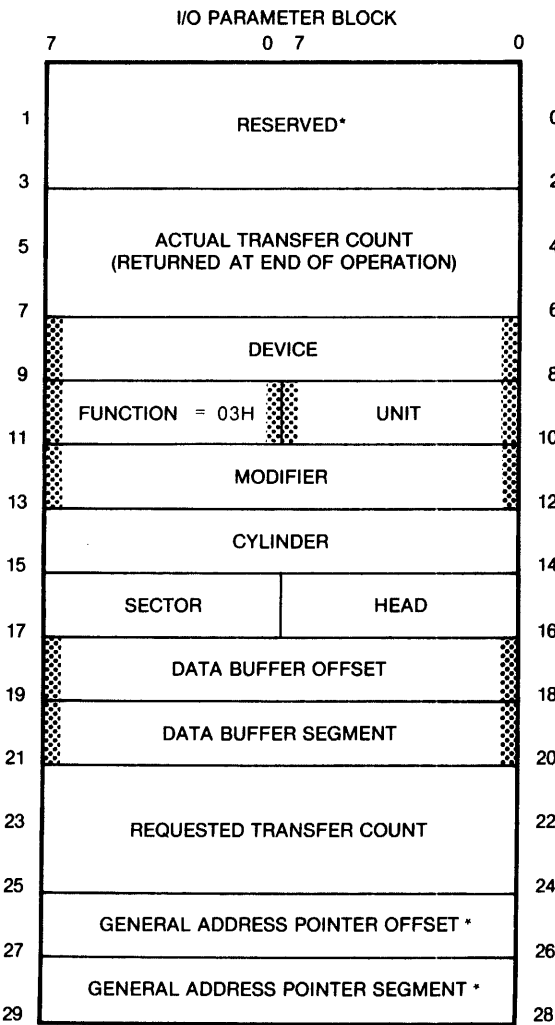 I/O PARAMETER BLOCK
7 0 7 0
1 RESERVED* 0
3 2
5 ACTUAL TRANSFER COUNT 4
(RETURNED AT END OF OPERATION)
7 6
DEVICE
9 8
FUNCTION = 03H UNIT
11 10
MODIFIER
13 12
CYLINDER
15 14
SECTOR HEAD
17 16
DATA BUFFER OFFSET
19 18
DATA BUFFER SEGMENT
21 20
23 REQUESTED TRANSFER COUNT 22
25 24
GENERAL ADDRESS POINTER OFFSET *
27 26
GENERAL ADDRESS POINTER SEGMENT *
29 28